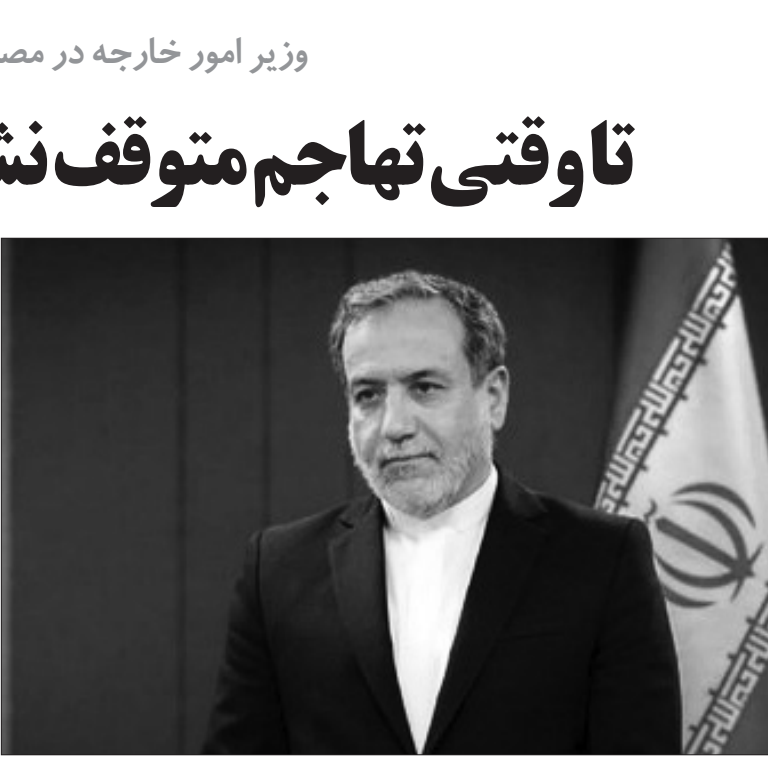 وزیر امور خارجه در
تا وقتی تهاجم متوقف